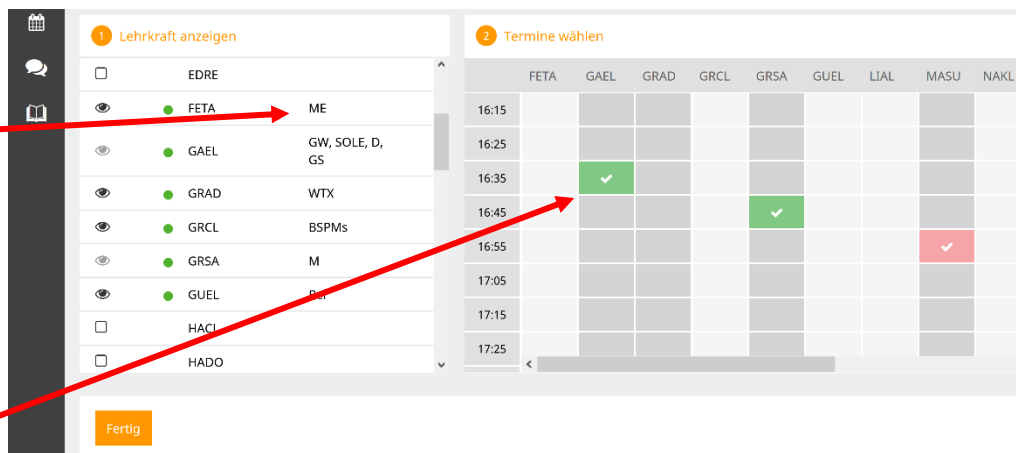 1 Lehrkraft anzeigen
EDRE
FETA ME
GAEL GW, SOLE, D,
GS
GRAD WTX
GRCL BSPMs
GRSA M
GUEL
HACL
HADO
Fertig
2 Termine wählen
FETA GAEL GRAD GRCL GRSA GUEL LIAL MASU NAKL
16:15
16:25
16:35
16:45
16:55
17:05
17:15
17:25